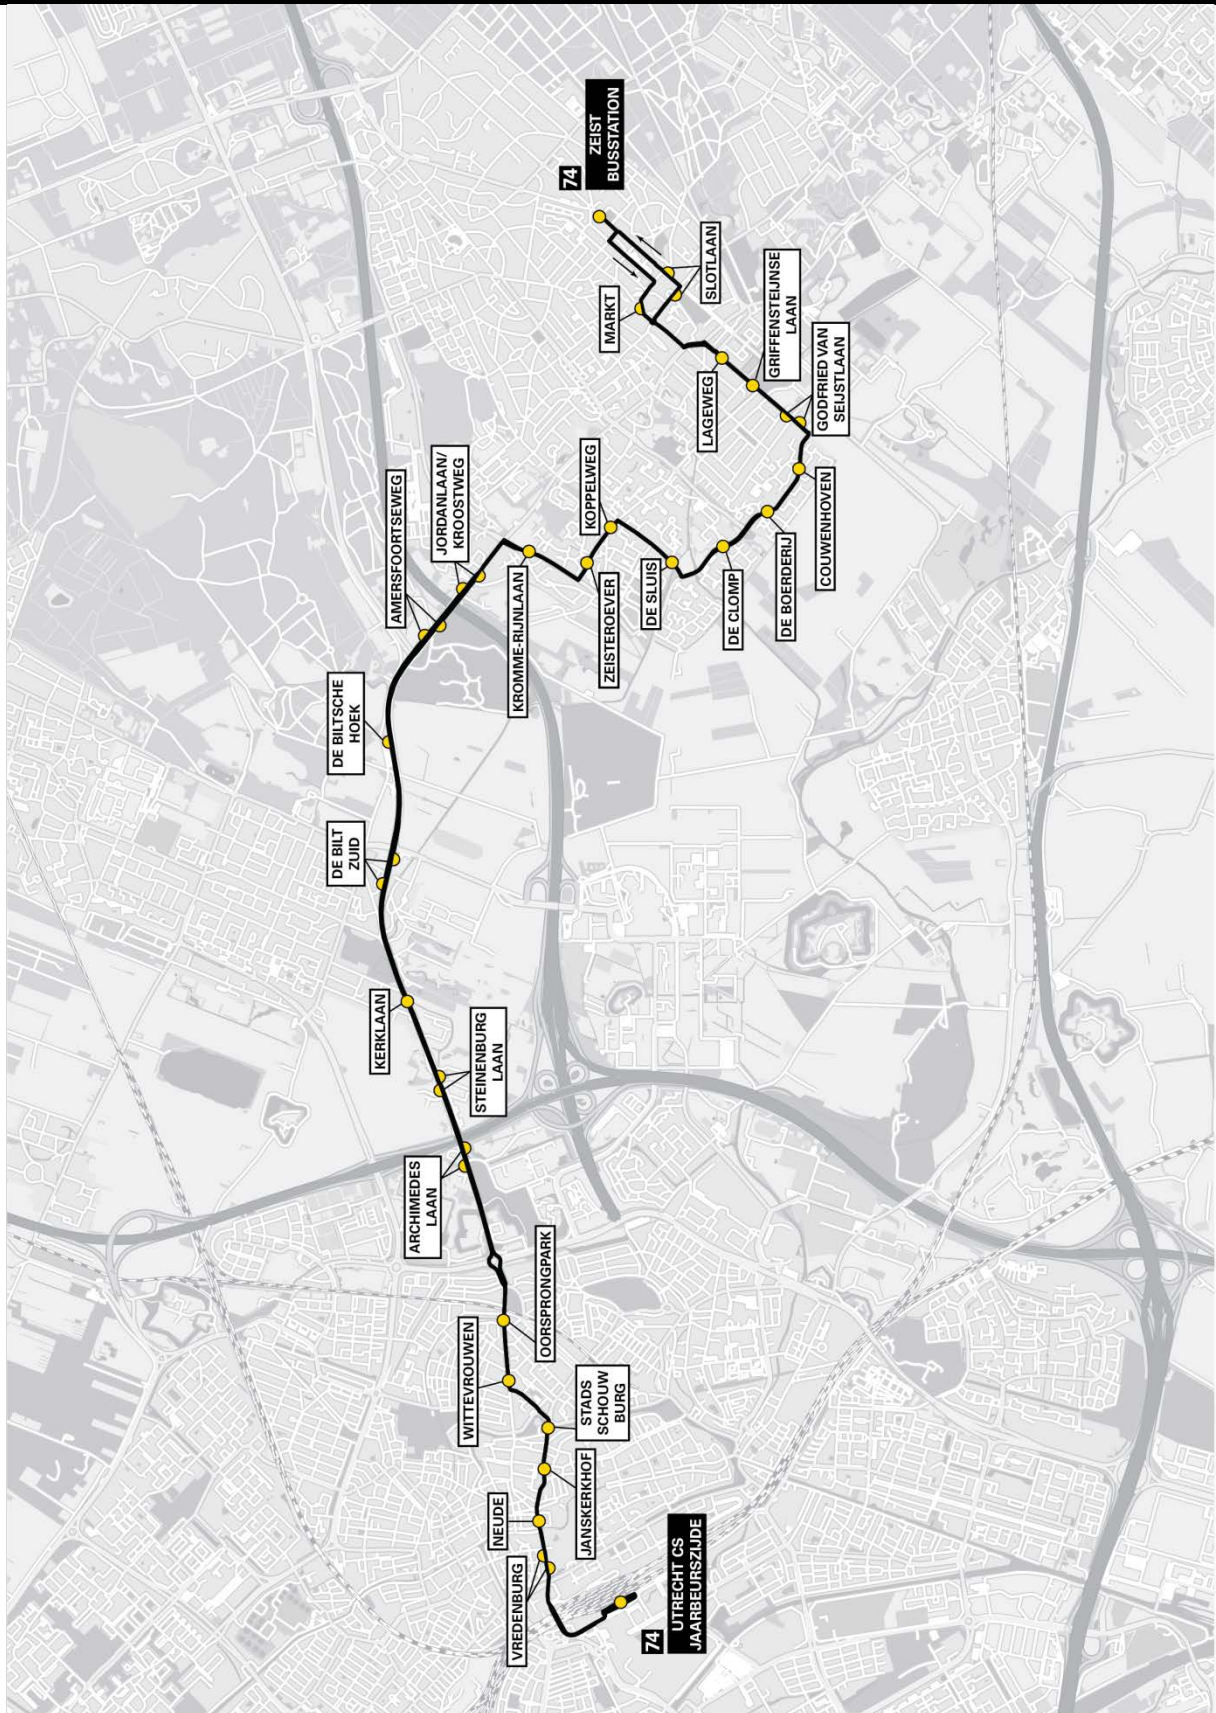 74
ZEIST
BUSSTATION
MARKT
SLOTLAAN
LAGEWEG
GRIFFENSTEIJNSE
LAAN
GODFRIED VAN
SEIJSTLAAN
COUWENHOVEN
DE BOERDERIJ
DE CLOMP
DE SLUIS
KOPPELWEG
ZEISTEROEVER
KROMME-RIJNLAAN
JORDANLAAN/
KROOSTWEG
AMERSFOORTSEWEG
DE BILTSCHE
HOEK
DE BILT
ZUID
KERKLAAN
STEINENBURG
LAAN
ARCHIMEDES
LAAN
OORSPRONGPARK
WITTEVROUWEN
STADS
SCHOUW
BURG
JANSKERKHOF
NEUDE
VREDENBURG
74
UTRECHT CS
JAARBEURSZIJDE